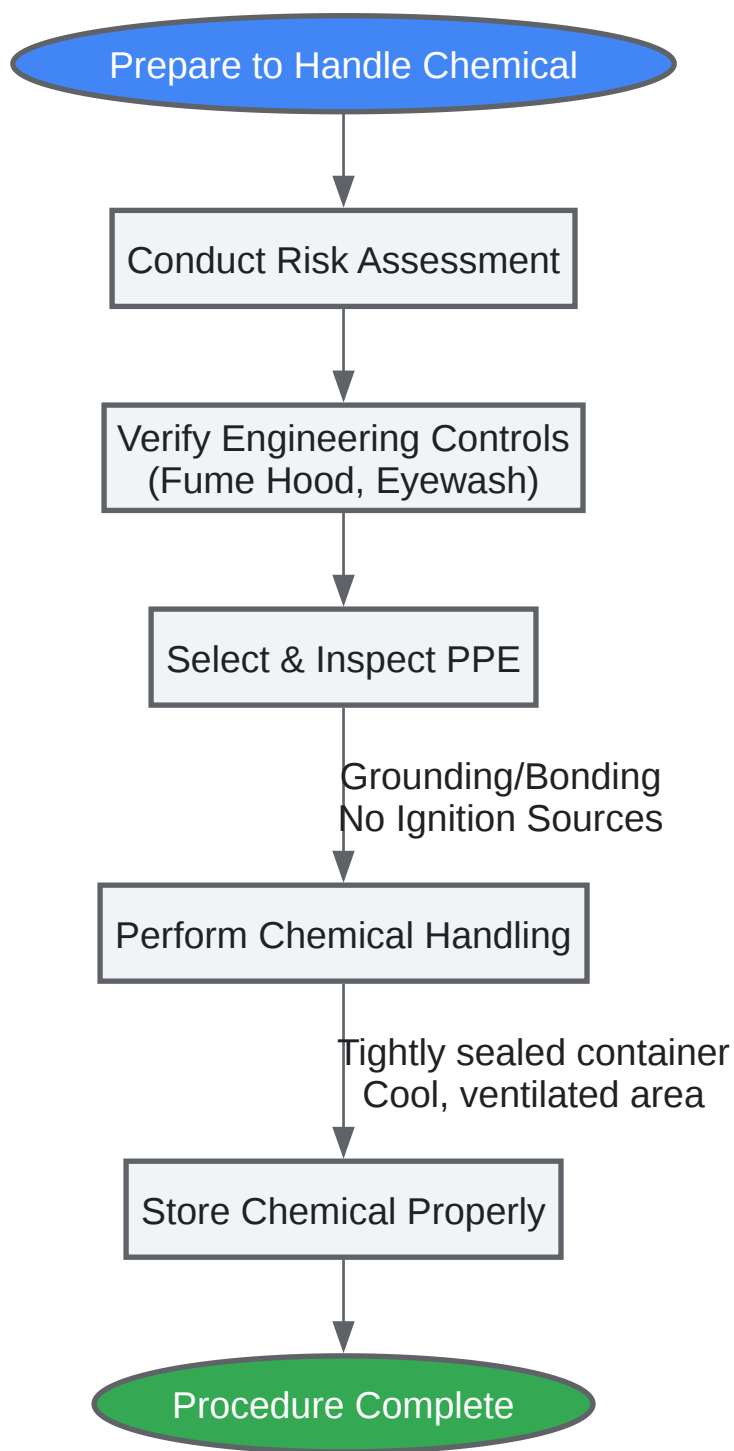 Prepare to Handle Chemical
Conduct Risk Assessment
Verify Engineering Controls
(Fume Hood, Eyewash)
Select & Inspect PPE
Grounding/Bonding
No Ignition Sources
Perform Chemical Handling
Tightly sealed container
Cool, ventilated area
Store Chemical Properly
Procedure Complete